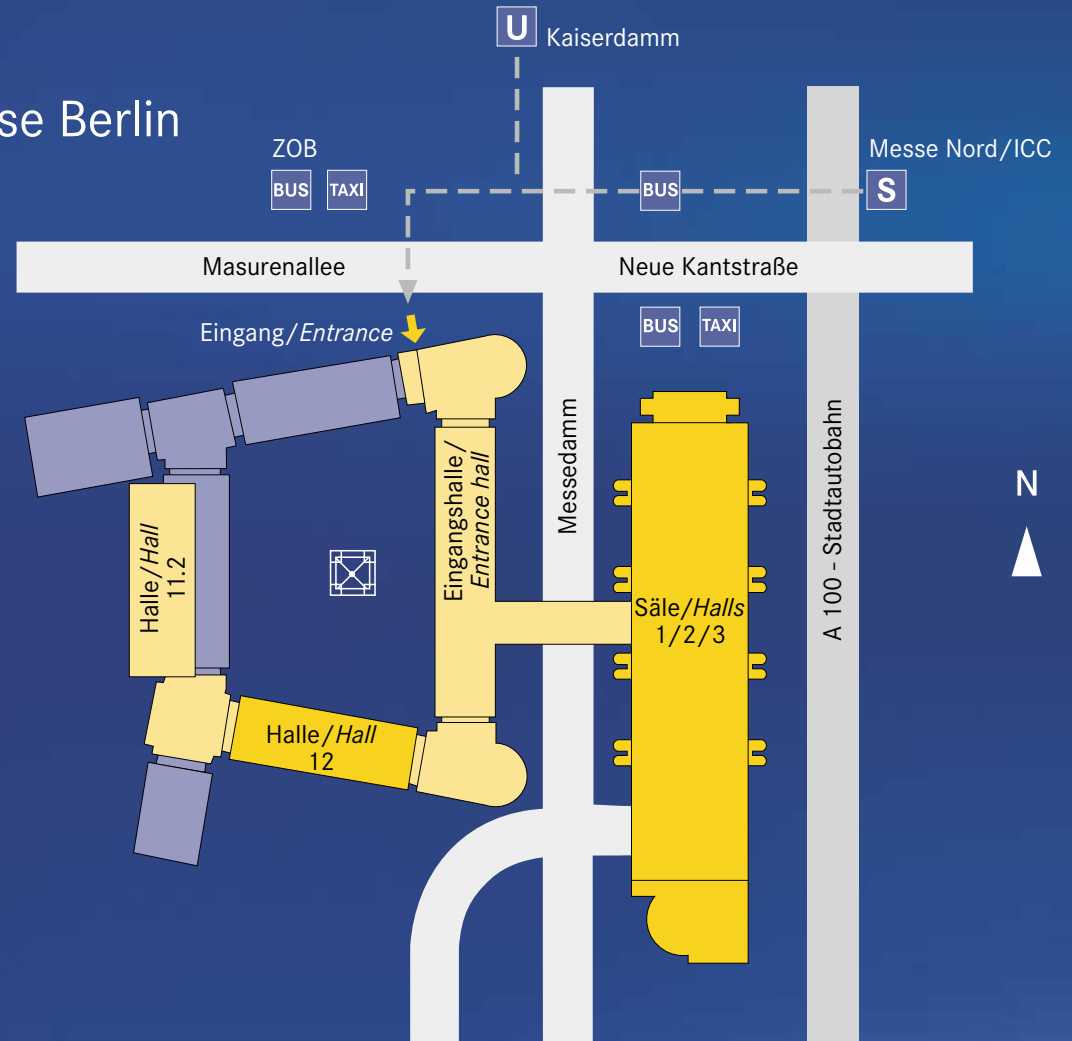 U Kaiserdamm
se Berlin
ZOB
BUS TAXI
BUS
Messe Nord/ICC
S
Masurenallee
Neue Kantstraße
Eingang/Entrance
BUS TAXI
Messedamm
A 100 - Stadtautobahn
N
Eingangshalle/
Entrance hall
Halle/Hall
11.2
Säle/Halls
1/2/3
Halle/Hall
12